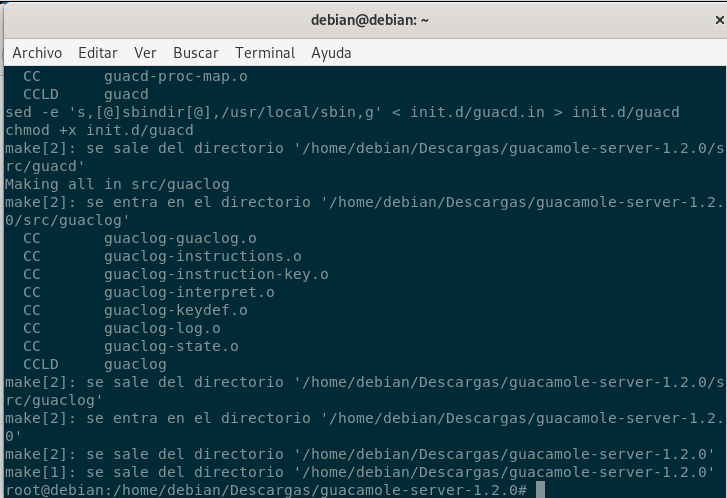 debian@debian: ~
Archivo Editar Ver Buscar Terminal Ayuda
CC guacd-proc-map.o
CCLD guacd
sed -e 's,[@]sbindir[@],/usr/local/sbin,g' < init.d/guacd.in > init.d/guacd
chmod +x init.d/guacd
make[2]: se sale del directorio '/home/debian/Descargas/guacamole-server-1.2.0/s
rc/guacd'
Making all in src/guaclog
make[2]: se entra en el directorio '/home/debian/Descargas/guacamole-server-1.2.
0/src/guaclog'
CC guaclog-guaclog.o
CC guaclog-instructions.o
CC guaclog-instruction-key.o
CC guaclog-interpret.o
CC guaclog-keydef.o
CC guaclog-log.o
CC guaclog-state.o
CCLD guaclog
make[2]: se sale del directorio '/home/debian/Descargas/guacamole-server-1.2.0/s
rc/guaclog'
make[2]: se entra en el directorio '/home/debian/Descargas/guacamole-server-1.2.
0'
make[2]: se sale del directorio '/home/debian/Descargas/guacamole-server-1.2.0'
make[1]: se sale del directorio '/home/debian/Descargas/guacamole-server-1.2.0'
root@debian:/home/debian/Descargas/guacamole-server-1.2.0#